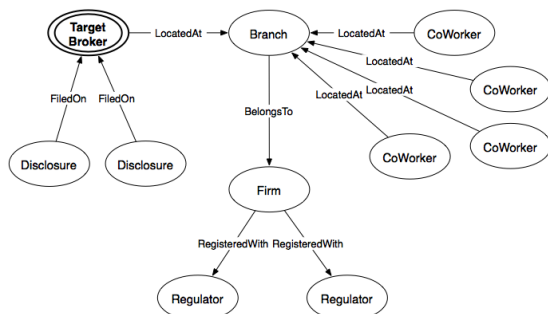 Target
Broker
LocatedAt
Branch
LocatedAt
CoWorker
LocatedAt
CoWorker
FiledOn
FiledOn
LocatedAt
LocatedAt
BelongsTo
CoWorker
Disclosure
Disclosure
CoWorker
Firm
RegisteredWith
RegisteredWith
Regulator
Regulator